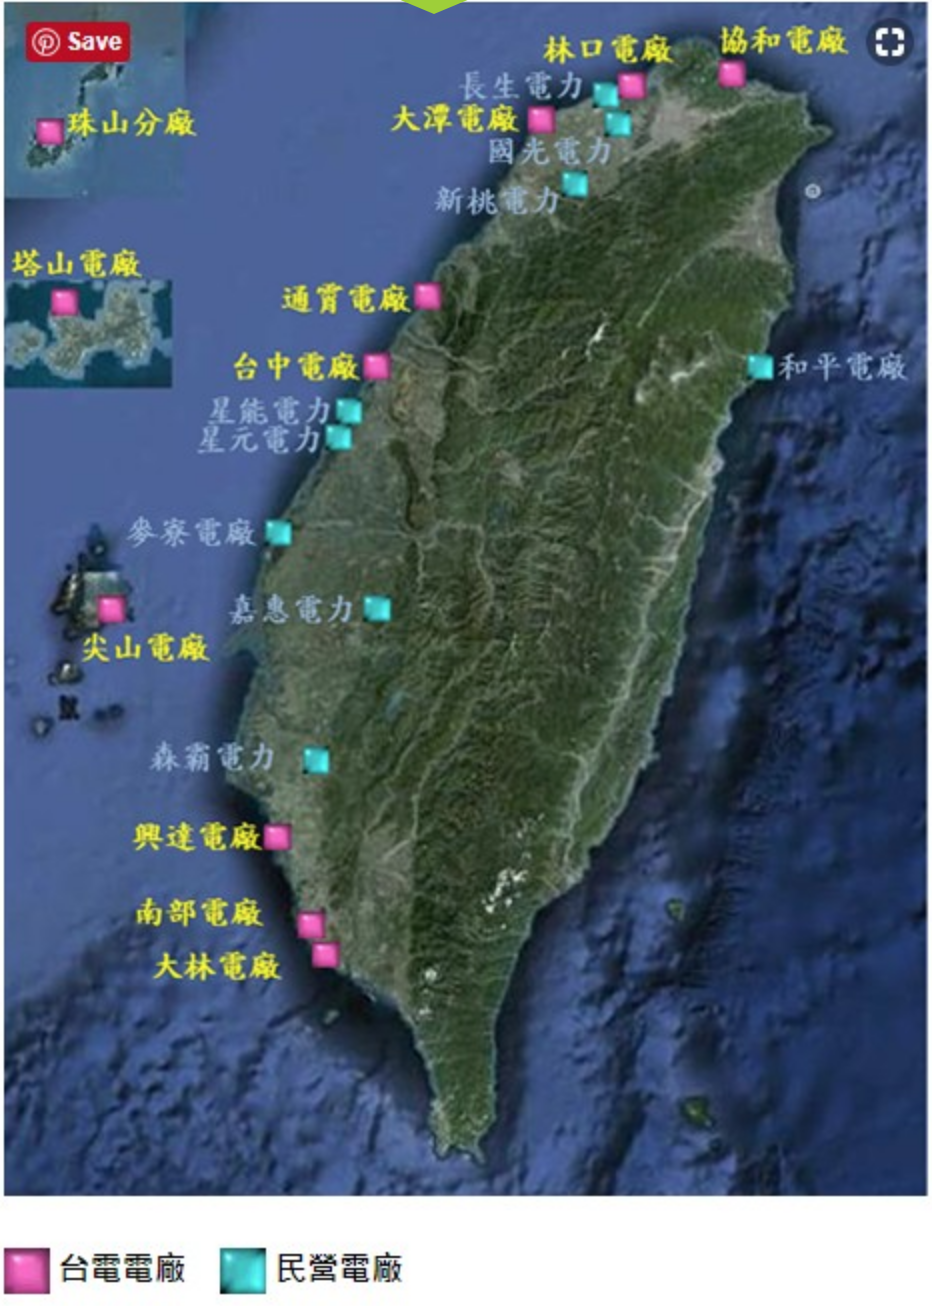 Save
林口電廠
協和電廠
長生電力
大潭電廠
珠山分廠
國光電力
新桃電力
塔山電廠
通霄電廠
台中電廠
和平電廠
星能電力
星元電力
麥寮電廠
嘉惠電力
尖山電廠
森霸電力
興達電廠
南部電廠
大林電廠
台電電廠
民營電廠